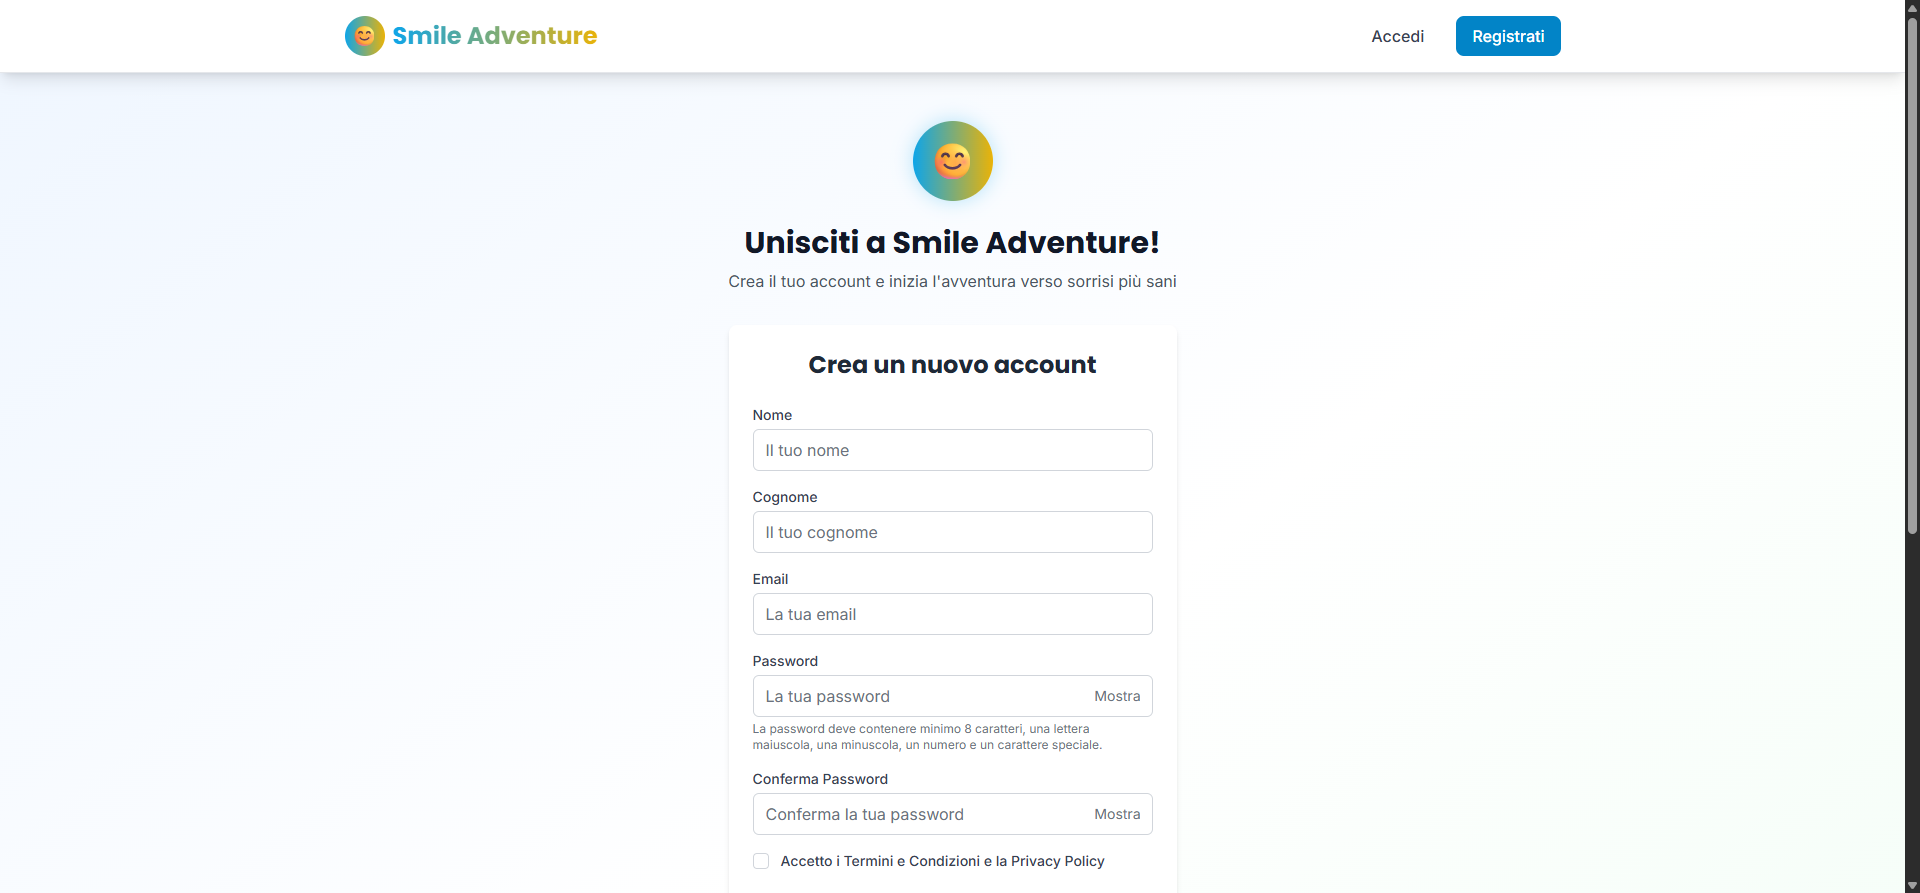 Smile Adventure
Accedi
Registrati
Unisciti a Smile Adventure!
Crea il tuo account e inizia l'avventura verso sorrisi più sani
Crea un nuovo account
Nome
Il tuo nome
Cognome
Il tuo cognome
Email
La tua email
Password
La tua password
Mostra
La password deve contenere minimo 8 caratteri, una lettera
maiuscola, una minuscola, un numero e un carattere speciale.
Conferma Password
Conferma la tua password
Mostra
Accetto i Termini e Condizioni e la Privacy Policy